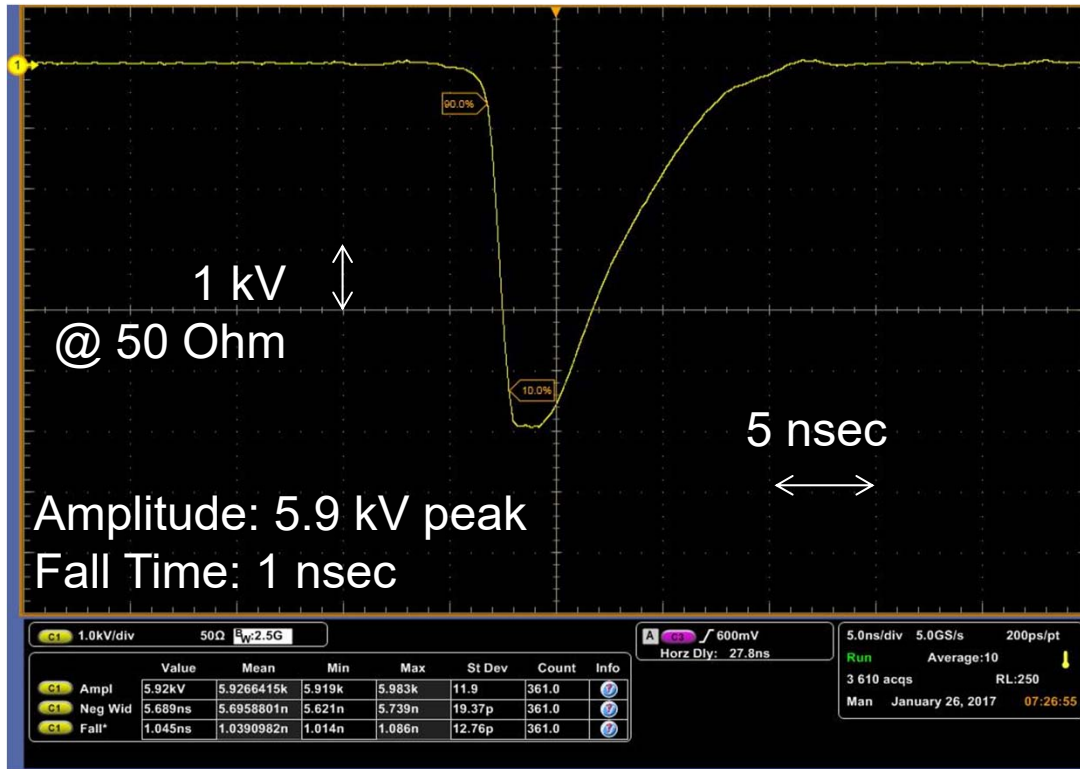 1
90.0%
1 kV
@ 50 Ohm
10.0%
5 nsec
Amplitude: 5.9 kV peak
Fall Time: 1 nsec
C1 1.0kV/div 50Ω BW:2.5G
A C3 600mV
Horz Dly: 27.8ns
5.0ns/div 5.0GS/s 200ps/pt
Run Average:10
3 610 acqs RL:250
Man January 26, 2017 07:26:55
Value Mean Min Max St Dev Count Info
C1 Ampl 5.92kV 5.9266415k 5.919k 5.983k 11.9 361.0
C1 Neg Wid 5.689ns 5.6958801n 5.621n 5.739n 19.37p 361.0
C1 Fall* 1.045ns 1.0390982n 1.014n 1.086n 12.76p 361.0